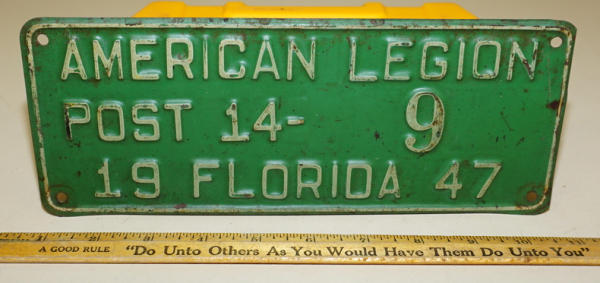 AMERICAN LEGION
POST 14- 9
19 FLORIDA 47
A GOOD RULE "Do Unto Others As You Would Have Them Do Unto You"